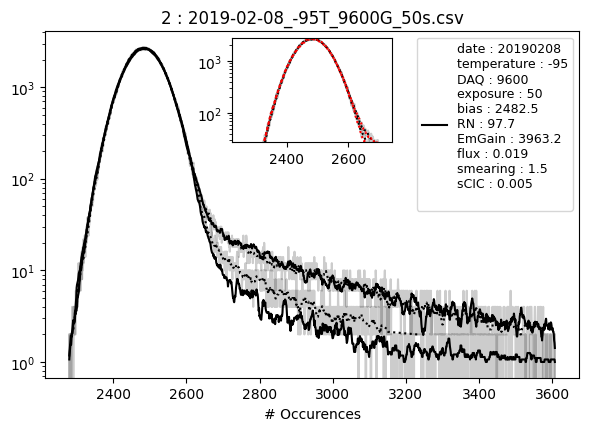 2 : 2019-02-08_-95T_9600G_50s.csv
10³
10²
10¹
10⁰
10³
10²
2400 2600
date : 20190208
temperature : -95
DAQ : 9600
exposure : 50
bias : 2482.5
RN : 97.7
EmGain : 3963.2
flux : 0.019
smearing : 1.5
sCIC : 0.005
2400 2600 2800 3000 3200 3400 3600
# Occurences